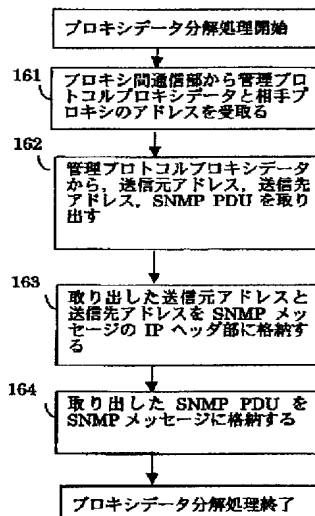 プロキシデータ分解処理開始
161
プロキシ間通信部から管理プロ
トコルプロキシデータと相手プ
ロキシのアドレスを受取る
162
管理プロトコルプロキシデータ
から，送信元アドレス，送信先
アドレス，SNMP PDU を取り
出す
163
取り出した送信元アドレスと
送信先アドレスを SNMP メッ
セージの IP ヘッダ部に格納す
る
164
取り出した SNMP PDU を
SNMP メッセージに格納する
プロキシデータ分解処理終了